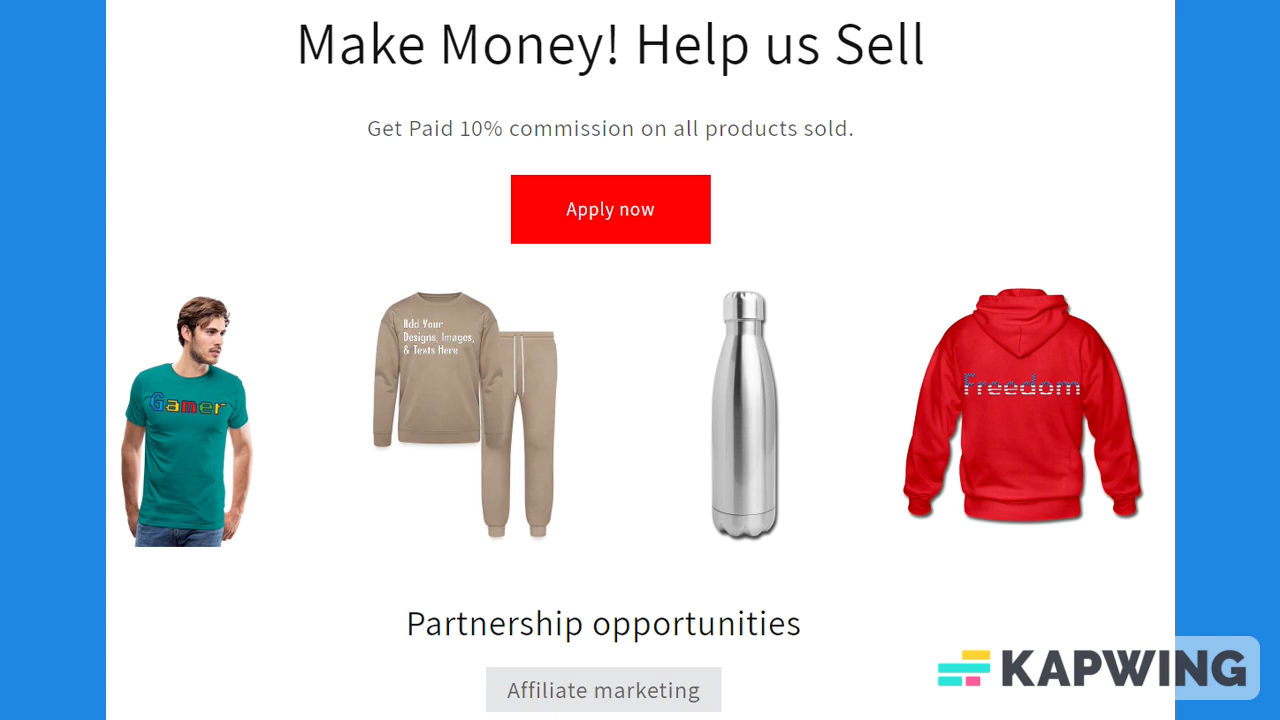 Make Money! Help us Sell
Get Paid 10% commission on all products sold.
Apply now
Gamer
Add Your
Designs, Images,
& Texts Here
Freedom
Partnership opportunities
Affiliate marketing
KAPWING